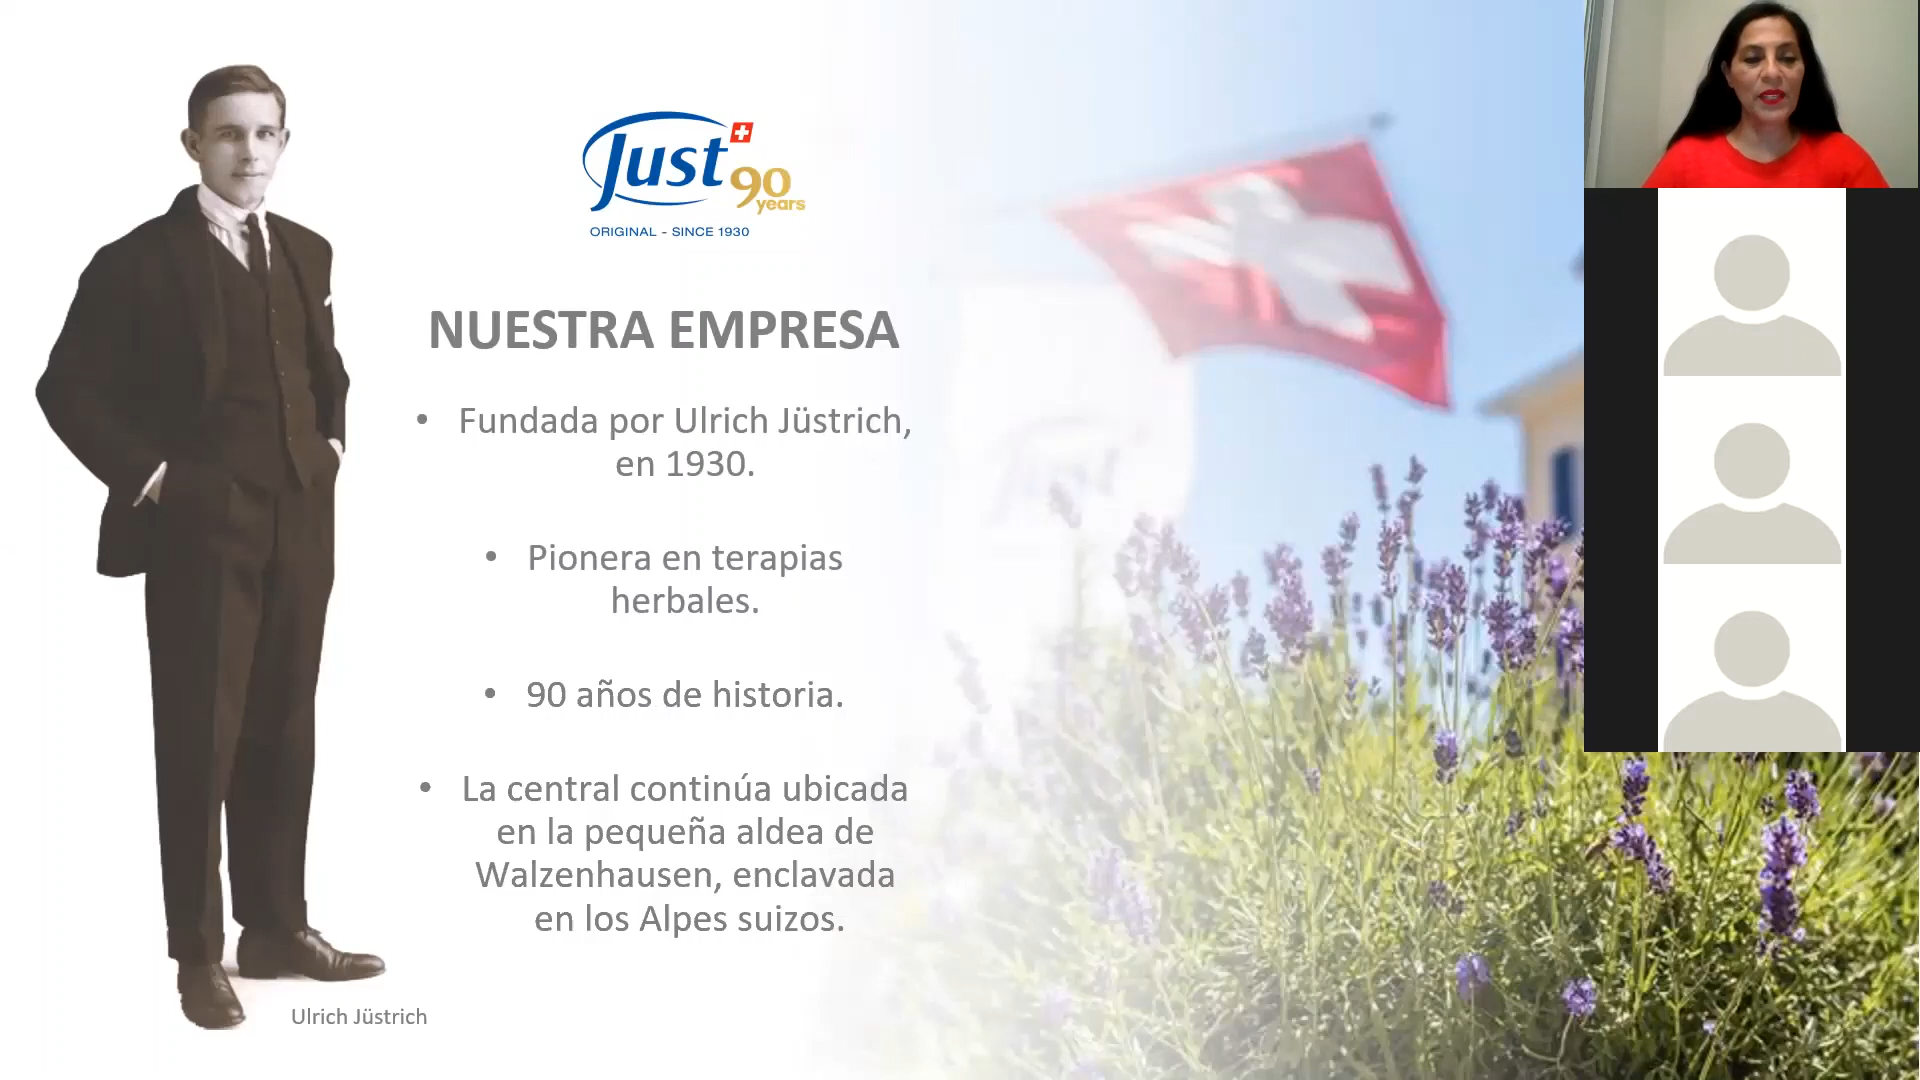 Just
90
years
ORIGINAL - SINCE 1930
NUESTRA EMPRESA
• Fundada por Ulrich Jüstrich,
en 1930.
• Pionera en terapias
herbales.
• 90 años de historia.
• La central continúa ubicada
en la pequeña aldea de
Walzenhausen, enclavada
en los Alpes suizos.
Ulrich Jüstrich